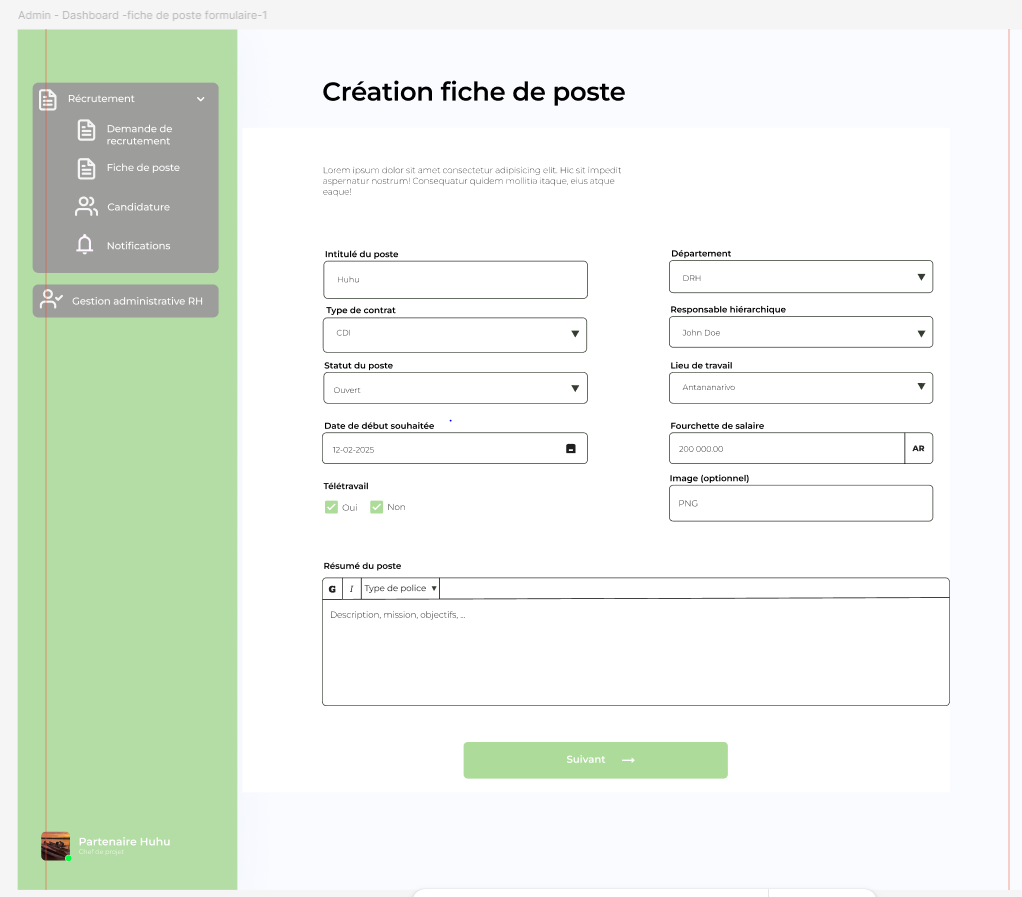 Admin - Dashboard -fiche de poste formulaire-1
Récrutement
Demande de
recrutement
Fiche de poste
Candidature
Notifications
Gestion administrative RH
Partenaire Huhu
Chef de projet
Création fiche de poste
Lorem ipsum dolor sit amet consectetur adipisicing elit. Hic sit impedit
aspernatur nostrum! Consequatur quidem mollitia itaque, eius atque
eaque!
Intitulé du poste
Huhu
Département
DRH
Type de contrat
CDI
Responsable hiérarchique
John Doe
Statut du poste
Ouvert
Lieu de travail
Antananarivo
Date de début souhaitée
12-02-2025
Fourchette de salaire
200 000.00
AR
Télétravail
Oui
Non
Image (optionnel)
PNG
Résumé du poste
G I Type de police
Description, mission, objectifs, ...
Suivant